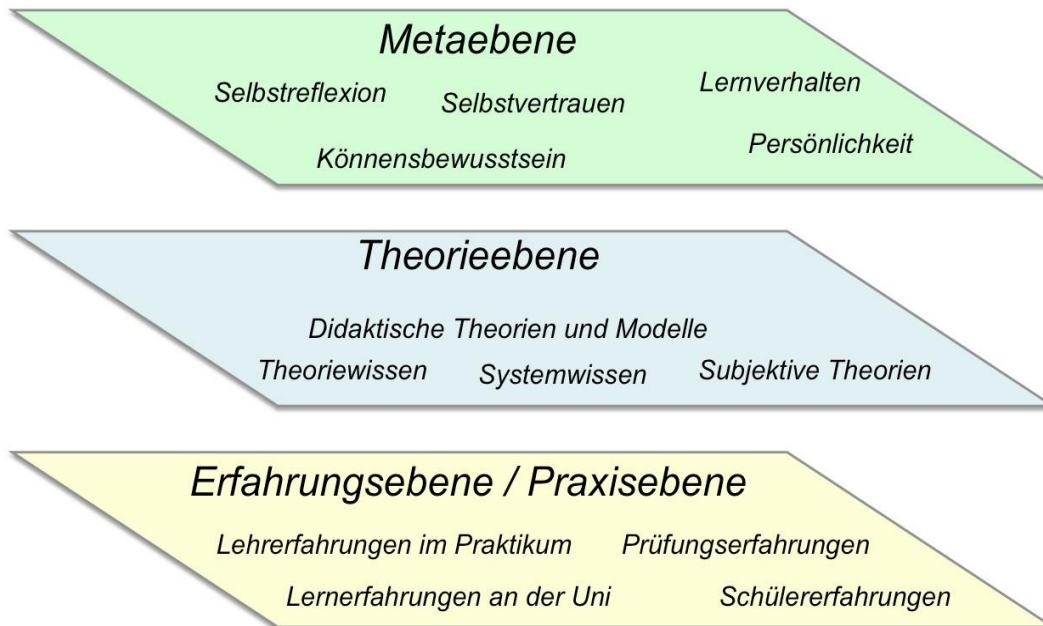 Metaebene
Selbstreflexion Selbstvertrauen Lernverhalten
Könnensbewusstsein Persönlichkeit
Theorieebene
Didaktische Theorien und Modelle
Theoriewissen Systemwissen Subjektive Theorien
Erfahrungsebene / Praxisebene
Lehrerfahrungen im Praktikum Prüfungserfahrungen
Lernerfahrungen an der Uni Schülererfahrungen